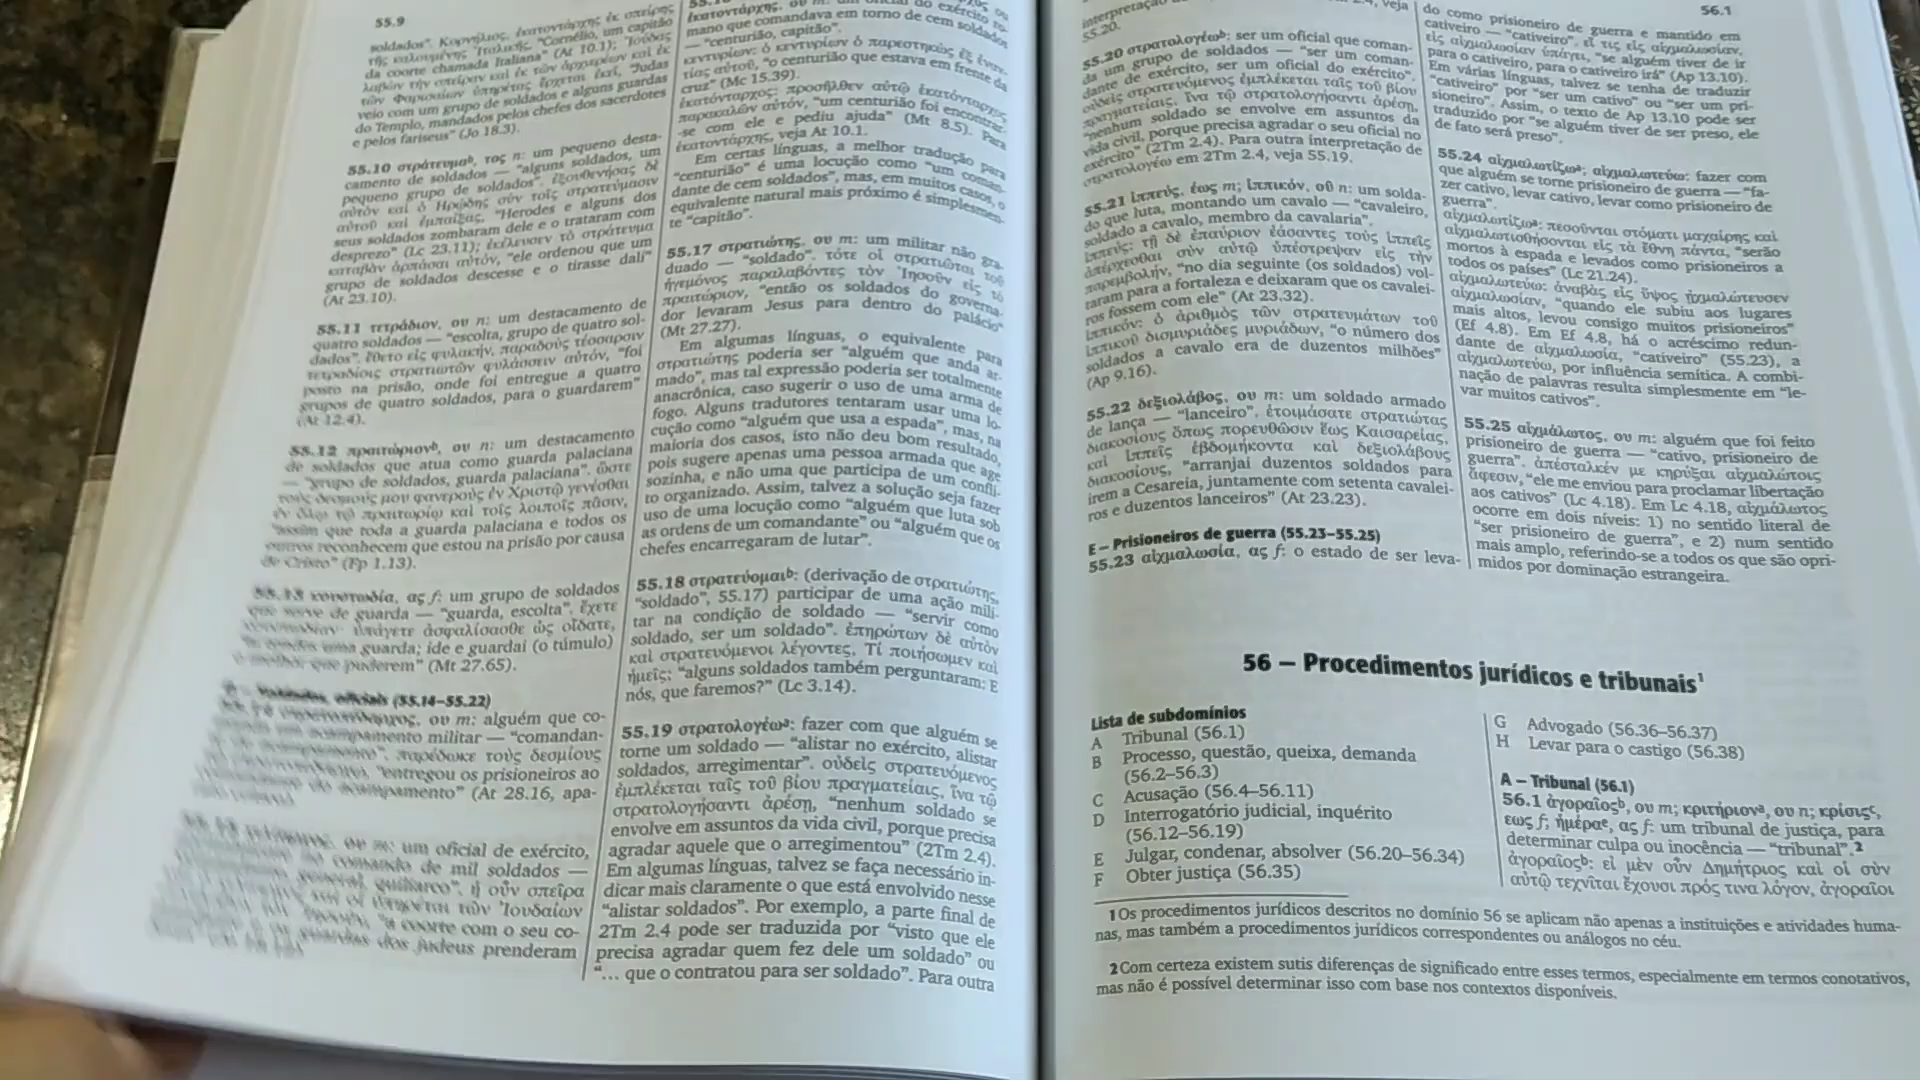 55.9
soldados”. Κορνήλιος, ἑκατοντάρχης ἐκ σπείρης
τῆς καλουμένης Ἰταλικῆς, “Cornélio, um capitão
da coorte chamada Italiana” (At 10.1); Ἰούδας
λαβὼν τὴν σπεῖραν καὶ ἐκ τῶν ἀρχιερέων καὶ ἐκ
τῶν Φαρισαίων ὑπηρέτας ἔρχεται ἐκεῖ, “Judas
veio com um grupo de soldados e alguns guardas
do Templo, mandados pelos chefes dos sacerdotes
e pelos fariseus” (Jo 18.3).
55.10 στράτευμαᵇ, τος n: um pequeno desta-
camento de soldados — “alguns soldados, um
pequeno grupo de soldados”. ἐξουθενήσας δὲ
αὐτὸν καὶ ὁ Ἡρῴδης σὺν τοῖς στρατεύμασιν
αὐτοῦ καὶ ἐμπαίξας, “Herodes e alguns dos
seus soldados zombaram dele e o trataram com
desprezo” (Lc 23.11); ἐκέλευσεν τὸ στράτευμα
καταβὰν ἁρπάσαι αὐτόν, “ele ordenou que um
grupo de soldados descesse e o tirasse dali”
(At 23.10).
55.11 τετράδιον, ου n: um destacamento de
quatro soldados — “escolta, grupo de quatro sol-
dados”. ἔθετο εἰς φυλακήν, παραδοὺς τέσσαρσιν
τετραδίοις στρατιωτῶν φυλάσσειν αὐτόν, “foi
posto na prisão, onde foi entregue a quatro
grupos de quatro soldados, para o guardarem”
(At 12.4).
55.12 πραιτώριονᵇ, ου n: um destacamento
de soldados que atua como guarda palaciana
— “grupo de soldados, guarda palaciana”. ὥστε
τοὺς δεσμούς μου φανεροὺς ἐν Χριστῷ γενέσθαι
ἐν ὅλῳ τῷ πραιτωρίῳ καὶ τοῖς λοιποῖς πᾶσιν,
“assim que toda a guarda palaciana e todos os
outros reconhecem que estou na prisão por causa
de Cristo” (Fp 1.13).
55.13 κουστωδία, ας f: um grupo de soldados
que serve de guarda — “guarda, escolta”. ἔχετε
κουστωδίαν· ὑπάγετε ἀσφαλίσασθε ὡς οἴδατε,
uma guarda; ide e guardai (o túmulo)
o melhor que puderem” (Mt 27.65).
Soldados, oficiais (55.14–55.22)
ου m: alguém que co-
acampamento militar — “comandan-
παρέδωκε τοὺς δεσμίους
“entregou os prisioneiros ao
acampamento” (At 28.16, apa-
ου m: um oficial de exército,
comando de mil soldados —
ἡ οὖν σπεῖρα
τῶν Ἰουδαίων
“a coorte com o seu co-
guardas dos judeus prenderam
ἑκατοντάρχης, ου m: um oficial do exército ro-
mano que comandava em torno de cem soldados
— “centurião, capitão”.
κεντυρίων: ὁ κεντυρίων ὁ παρεστηκὼς ἐξ ἐναν-
τίας αὐτοῦ, “o centurião que estava em frente da
cruz” (Mc 15.39).
ἑκατόνταρχος: προσῆλθεν αὐτῷ ἑκατόνταρχος
παρακαλῶν αὐτόν, “um centurião foi encontrar-
-se com ele e pediu ajuda” (Mt 8.5). Para
ἑκατοντάρχης, veja At 10.1.
Em certas línguas, a melhor tradução para
“centurião” é uma locução como “um coman-
dante de cem soldados”, mas, em muitos casos, o
equivalente natural mais próximo é simplesmen-
te “capitão”.
55.17 στρατιώτης, ου m: um militar não gra-
duado — “soldado”. τότε οἱ στρατιῶται τοῦ
ἡγεμόνος παραλαβόντες τὸν Ἰησοῦν εἰς τὸ
πραιτώριον, “então os soldados do governa-
dor levaram Jesus para dentro do palácio”
(Mt 27.27).
Em algumas línguas, o equivalente para
στρατιώτης poderia ser “alguém que anda ar-
mado”, mas tal expressão poderia ser totalmente
anacrônica, caso sugerir o uso de uma arma de
fogo. Alguns tradutores tentaram usar uma lo-
cução como “alguém que usa a espada”, mas, na
maioria dos casos, isto não deu bom resultado,
pois sugere apenas uma pessoa armada que age
sozinha, e não uma que participa de um confli-
to organizado. Assim, talvez a solução seja fazer
uso de uma locução como “alguém que luta sob
as ordens de um comandante” ou “alguém que os
chefes encarregaram de lutar”.
55.18 στρατεύομαιᵇ: (derivação de στρατιώτης,
“soldado”, 55.17) participar de uma ação mili-
tar na condição de soldado — “servir como
soldado, ser um soldado”. ἐπηρώτων δὲ αὐτὸν
καὶ στρατευόμενοι λέγοντες, Τί ποιήσωμεν καὶ
ἡμεῖς; “alguns soldados também perguntaram: E
nós, que faremos?” (Lc 3.14).
55.19 στρατολογέωᵃ: fazer com que alguém se
torne um soldado — “alistar no exército, alistar
soldados, arregimentar”. οὐδεὶς στρατευόμενος
ἐμπλέκεται ταῖς τοῦ βίου πραγματείαις, ἵνα τῷ
στρατολογήσαντι ἀρέσῃ, “nenhum soldado se
envolve em assuntos da vida civil, porque precisa
agradar aquele que o arregimentou” (2Tm 2.4).
Em algumas línguas, talvez se faça necessário in-
dicar mais claramente o que está envolvido nesse
“alistar soldados”. Por exemplo, a parte final de
2Tm 2.4 pode ser traduzida por “visto que ele
precisa agradar quem fez dele um soldado” ou
“... que o contratou para ser soldado”. Para outra
56.1
interpretação de
veja
55.20.
55.20 στρατολογέωᵇ: ser um oficial que coman-
da um grupo de soldados — “ser um coman-
dante de exército, ser um oficial do exército”.
οὐδεὶς στρατευόμενος ἐμπλέκεται ταῖς τοῦ βίου
πραγματείαις, ἵνα τῷ στρατολογήσαντι ἀρέσῃ,
“nenhum soldado se envolve em assuntos da
vida civil, porque precisa agradar o seu oficial no
exército” (2Tm 2.4). Para outra interpretação de
στρατολογέω em 2Tm 2.4, veja 55.19.
55.21 ἱππεύς, έως m; ἱππικόν, οῦ n: um solda-
do que luta, montando um cavalo — “cavaleiro,
soldado a cavalo, membro da cavalaria”.
ἱππεύς: τῇ δὲ ἐπαύριον ἐάσαντες τοὺς ἱππεῖς
ἀπέρχεσθαι σὺν αὐτῷ ὑπέστρεψαν εἰς τὴν
παρεμβολήν, “no dia seguinte (os soldados) vol-
taram para a fortaleza e deixaram que os cavalei-
ros fossem com ele” (At 23.32).
ἱππικόν: ὁ ἀριθμὸς τῶν στρατευμάτων τοῦ
ἱππικοῦ δισμυριάδες μυριάδων, “o número dos
soldados a cavalo era de duzentos milhões”
(Ap 9.16).
55.22 δεξιολάβος, ου m: um soldado armado
de lança — “lanceiro”. ἑτοιμάσατε στρατιώτας
διακοσίους ὅπως πορευθῶσιν ἕως Καισαρείας,
καὶ ἱππεῖς ἑβδομήκοντα καὶ δεξιολάβους
διακοσίους, “arranjai duzentos soldados para
irem a Cesareia, juntamente com setenta cavalei-
ros e duzentos lanceiros” (At 23.23).
E – Prisioneiros de guerra (55.23–55.25)
55.23 αἰχμαλωσία, ας f: o estado de ser leva-
do como prisioneiro de guerra e mantido em
cativeiro — “cativeiro”. εἴ τις εἰς αἰχμαλωσίαν,
εἰς αἰχμαλωσίαν ὑπάγει, “se alguém tiver de ir
para o cativeiro, para o cativeiro irá” (Ap 13.10).
Em várias línguas, talvez se tenha de traduzir
“cativeiro” por “ser um cativo” ou “ser um pri-
sioneiro”. Assim, o texto de Ap 13.10 pode ser
traduzido por “se alguém tiver de ser preso, ele
de fato será preso”.
55.24 αἰχμαλωτίζωᵃ; αἰχμαλωτεύω: fazer com
que alguém se torne prisioneiro de guerra — “fa-
zer cativo, levar cativo, levar como prisioneiro de
guerra”.
αἰχμαλωτίζωᵃ: πεσοῦνται στόματι μαχαίρης καὶ
αἰχμαλωτισθήσονται εἰς τὰ ἔθνη πάντα, “serão
mortos à espada e levados como prisioneiros a
todos os países” (Lc 21.24).
αἰχμαλωτεύω: ἀναβὰς εἰς ὕψος ᾐχμαλώτευσεν
αἰχμαλωσίαν, “quando ele subiu aos lugares
mais altos, levou consigo muitos prisioneiros”
(Ef 4.8). Em Ef 4.8, há o acréscimo redun-
dante de αἰχμαλωσία, “cativeiro” (55.23), a
αἰχμαλωτεύω, por influência semítica. A combi-
nação de palavras resulta simplesmente em “le-
var muitos cativos”.
55.25 αἰχμάλωτος, ου m: alguém que foi feito
prisioneiro de guerra — “cativo, prisioneiro de
guerra”. ἀπέσταλκέν με κηρύξαι αἰχμαλώτοις
ἄφεσιν, “ele me enviou para proclamar libertação
aos cativos” (Lc 4.18). Em Lc 4.18, αἰχμάλωτος
ocorre em dois níveis: 1) no sentido literal de
“ser prisioneiro de guerra”, e 2) num sentido
mais amplo, referindo-se a todos os que são opri-
midos por dominação estrangeira.
56 – Procedimentos jurídicos e tribunais¹
Lista de subdomínios
A Tribunal (56.1)
B Processo, questão, queixa, demanda
(56.2–56.3)
C Acusação (56.4–56.11)
D Interrogatório judicial, inquérito
(56.12–56.19)
E Julgar, condenar, absolver (56.20–56.34)
F Obter justiça (56.35)
G Advogado (56.36–56.37)
H Levar para o castigo (56.38)
A – Tribunal (56.1)
56.1 ἀγοραῖοςᵇ, ου m; κριτήριονᵃ, ου n; κρίσιςᶜ,
εως f; ἡμέραᵉ, ας f: um tribunal de justiça, para
determinar culpa ou inocência — “tribunal”.²
ἀγοραῖοςᵇ: εἰ μὲν οὖν Δημήτριος καὶ οἱ σὺν
αὐτῷ τεχνῖται ἔχουσι πρός τινα λόγον, ἀγοραῖοι
1 Os procedimentos jurídicos descritos no domínio 56 se aplicam não apenas a instituições e atividades huma-
nas, mas também a procedimentos jurídicos correspondentes ou análogos no céu.
2 Com certeza existem sutis diferenças de significado entre esses termos, especialmente em termos conotativos,
mas não é possível determinar isso com base nos contextos disponíveis.